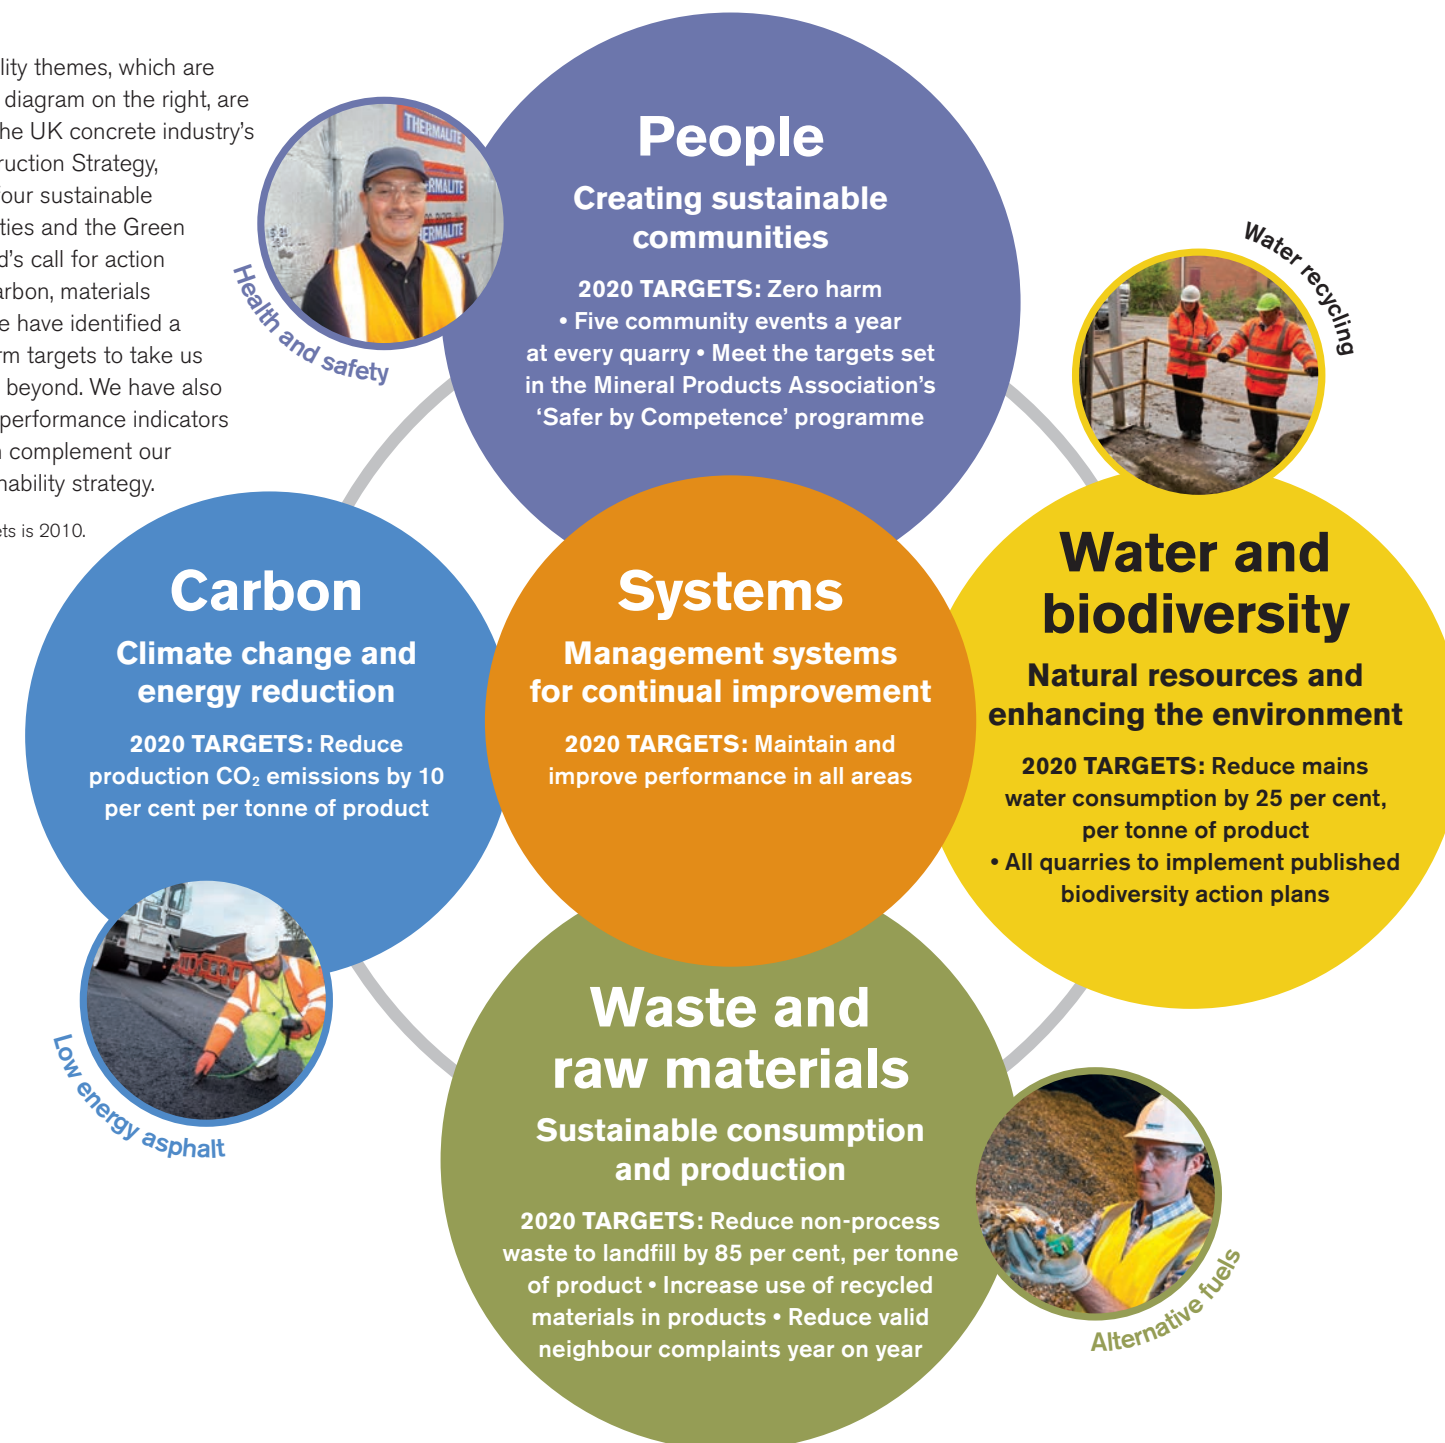 lity themes, which are
diagram on the right, are
he UK concrete industry's
ruction Strategy,
four sustainable
ties and the Green
d's call for action
arbon, materials
e have identified a
rm targets to take us
beyond. We have also
performance indicators
n complement our
nability strategy.
ets is 2010.
THERMALITE
RMALITE
ERMALITE
Health and safety
People
Creating sustainable
communities
2020 TARGETS: Zero harm
• Five community events a year
at every quarry • Meet the targets set
in the Mineral Products Association's
‘Safer by Competence’ programme
Water recycling
Carbon
Climate change and
energy reduction
2020 TARGETS: Reduce
production CO₂ emissions by 10
per cent per tonne of product
Low energy asphalt
Systems
Management systems
for continual improvement
2020 TARGETS: Maintain and
improve performance in all areas
Water and
biodiversity
Natural resources and
enhancing the environment
2020 TARGETS: Reduce mains
water consumption by 25 per cent,
per tonne of product
• All quarries to implement published
biodiversity action plans
Waste and
raw materials
Sustainable consumption
and production
2020 TARGETS: Reduce non-process
waste to landfill by 85 per cent, per tonne
of product • Increase use of recycled
materials in products • Reduce valid
neighbour complaints year on year
Alternative fuels